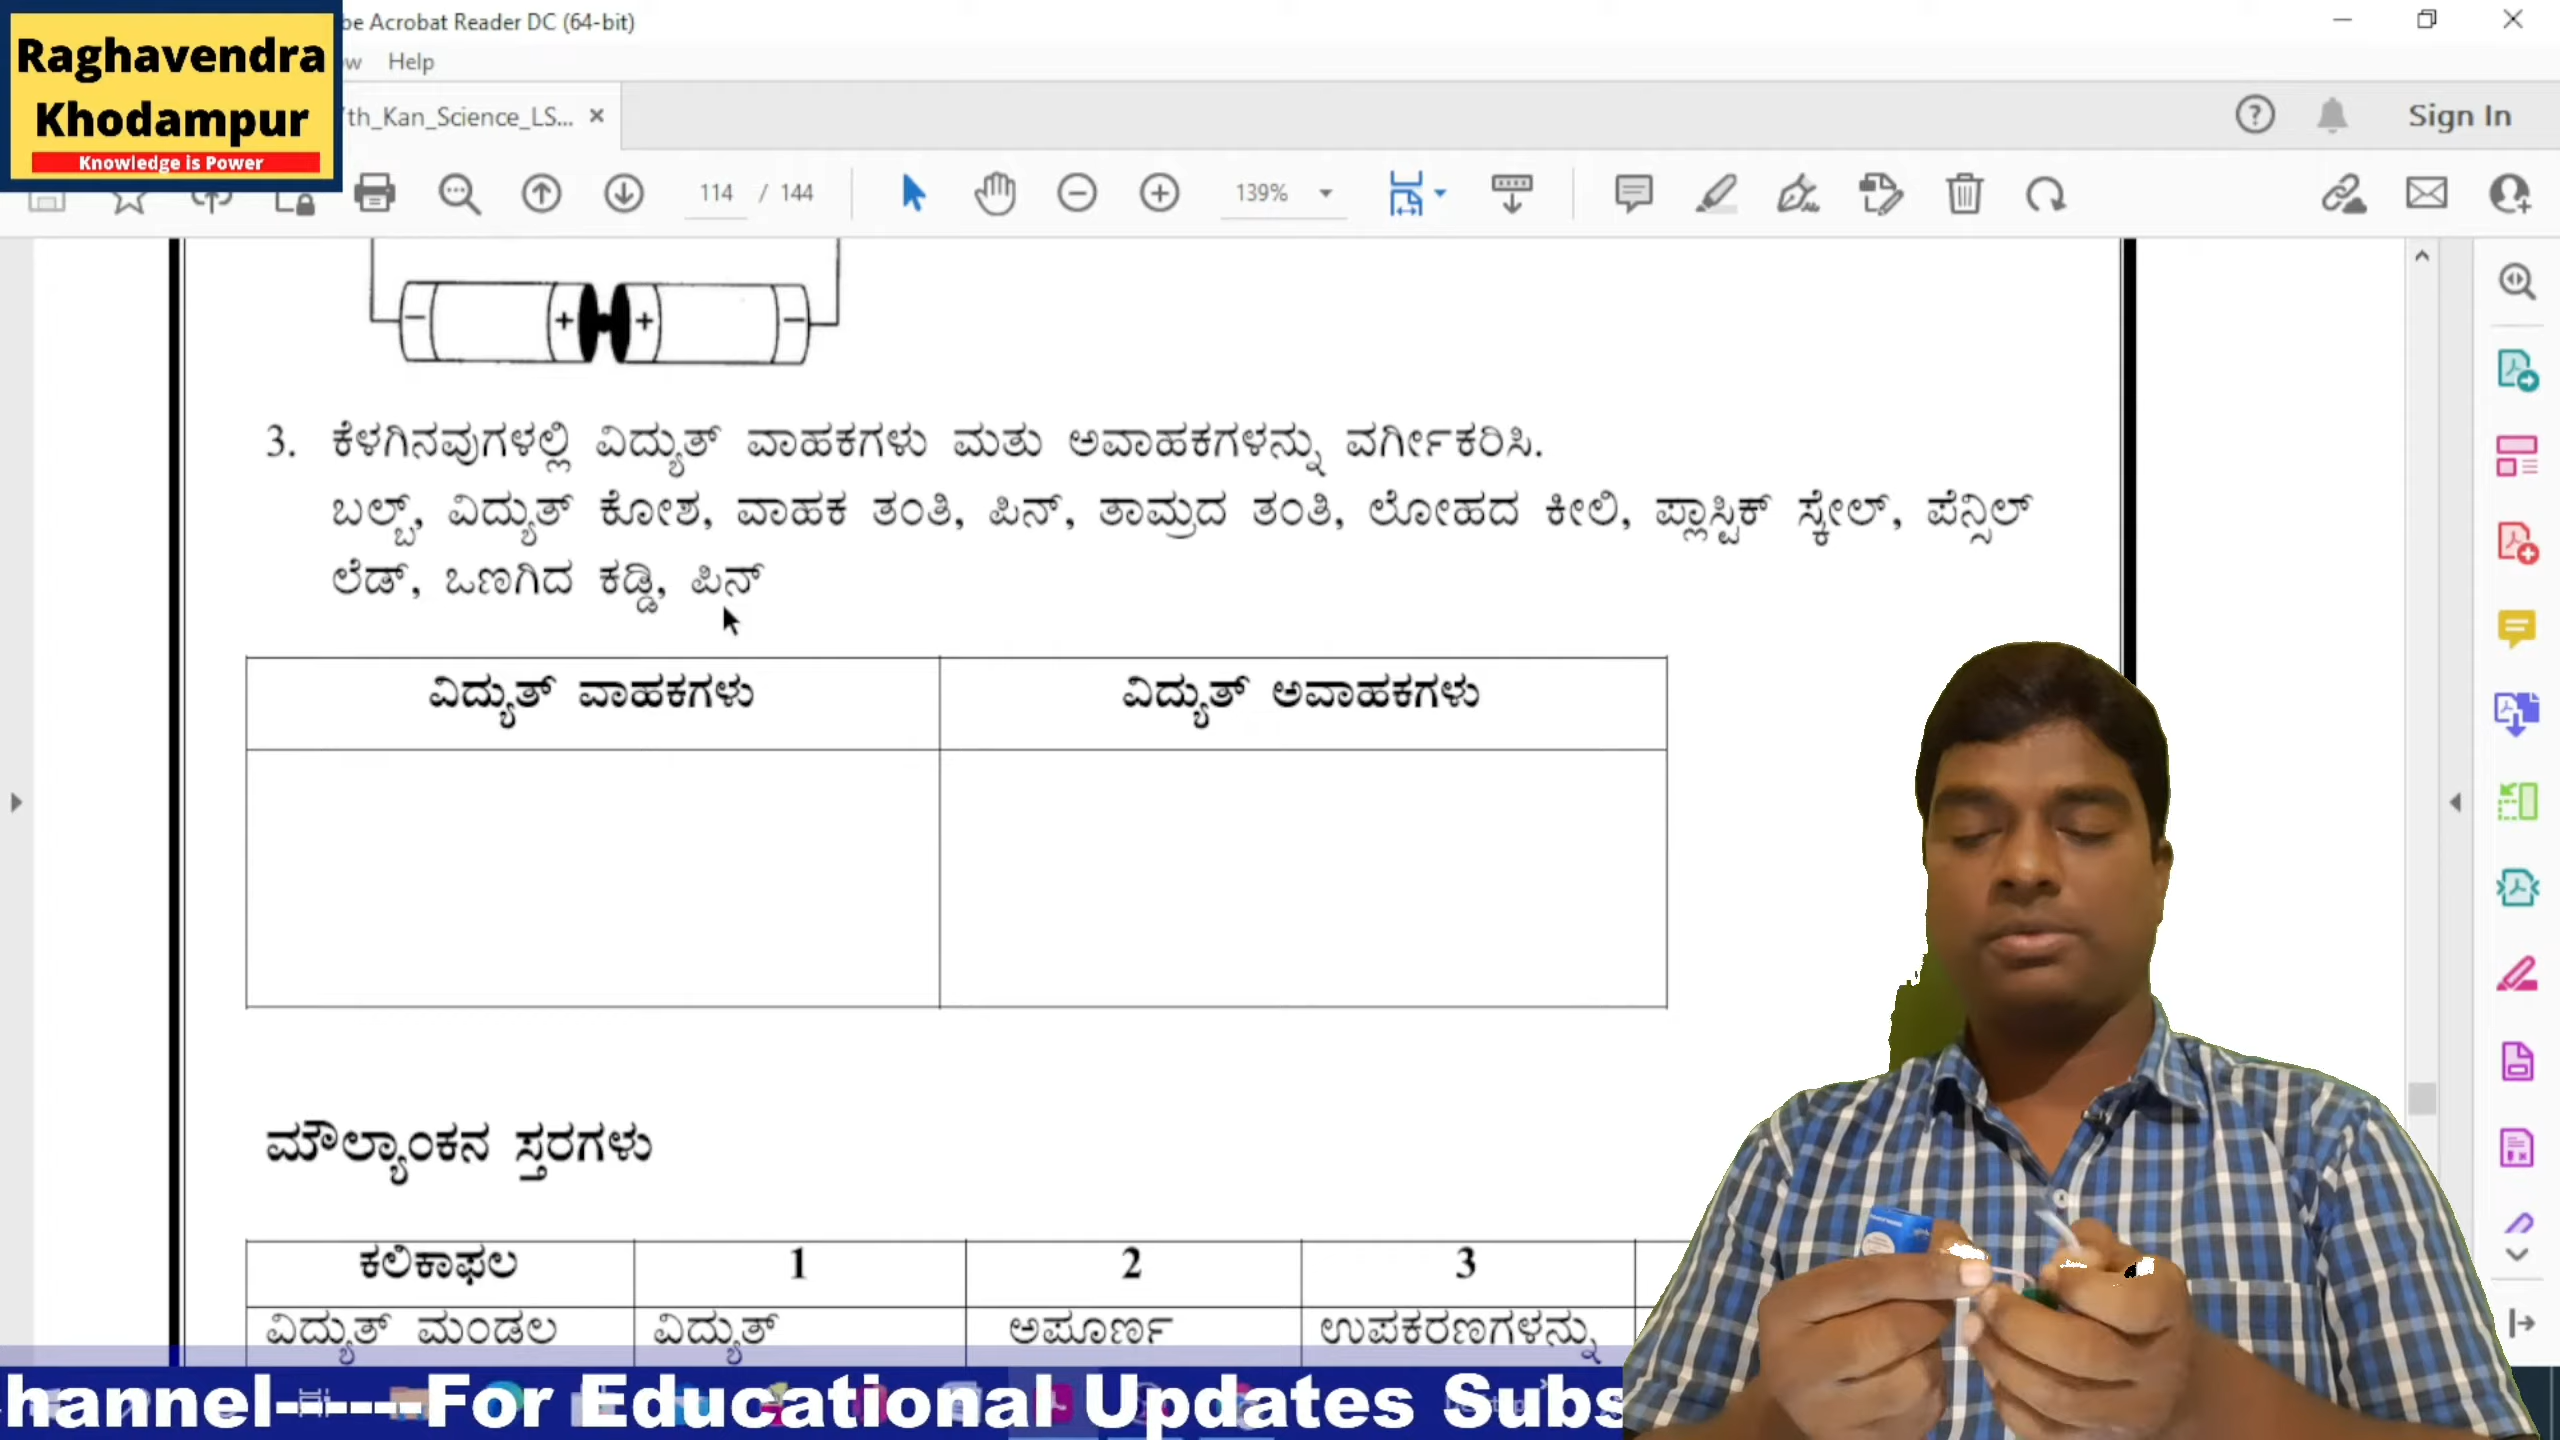 Raghavendra
Khodampur
Knowledge is Power
be Acrobat Reader DC (64-bit)
Help
th_Kan_Science_LS...
Sign In
114 / 144
139%
− + + −
3. ಕೆಳಗಿನವುಗಳಲ್ಲಿ ವಿದ್ಯುತ್ ವಾಹಕಗಳು ಮತು ಅವಾಹಕಗಳನ್ನು ವರ್ಗೀಕರಿಸಿ.
ಬಲ್ಬ್, ವಿದ್ಯುತ್ ಕೋಶ, ವಾಹಕ ತಂತಿ, ಪಿನ್, ತಾಮ್ರದ ತಂತಿ, ಲೋಹದ ಕೀಲಿ, ಪ್ಲಾಸ್ಟಿಕ್ ಸ್ಕೇಲ್, ಪೆನ್ಸಿಲ್
ಲೆಡ್, ಒಣಗಿದ ಕಡ್ಡಿ, ಪಿನ್
ವಿದ್ಯುತ್ ವಾಹಕಗಳು ವಿದ್ಯುತ್ ಅವಾಹಕಗಳು
ಮೌಲ್ಯಾಂಕನ ಸ್ತರಗಳು
ಕಲಿಕಾಫಲ 1 2 3
ವಿದ್ಯುತ್ ಮಂಡಲ ವಿದ್ಯುತ್ ಅಪೂರ್ಣ ಉಪಕರಣಗಳನ್ನು
hannel-----For Educational Updates Subs